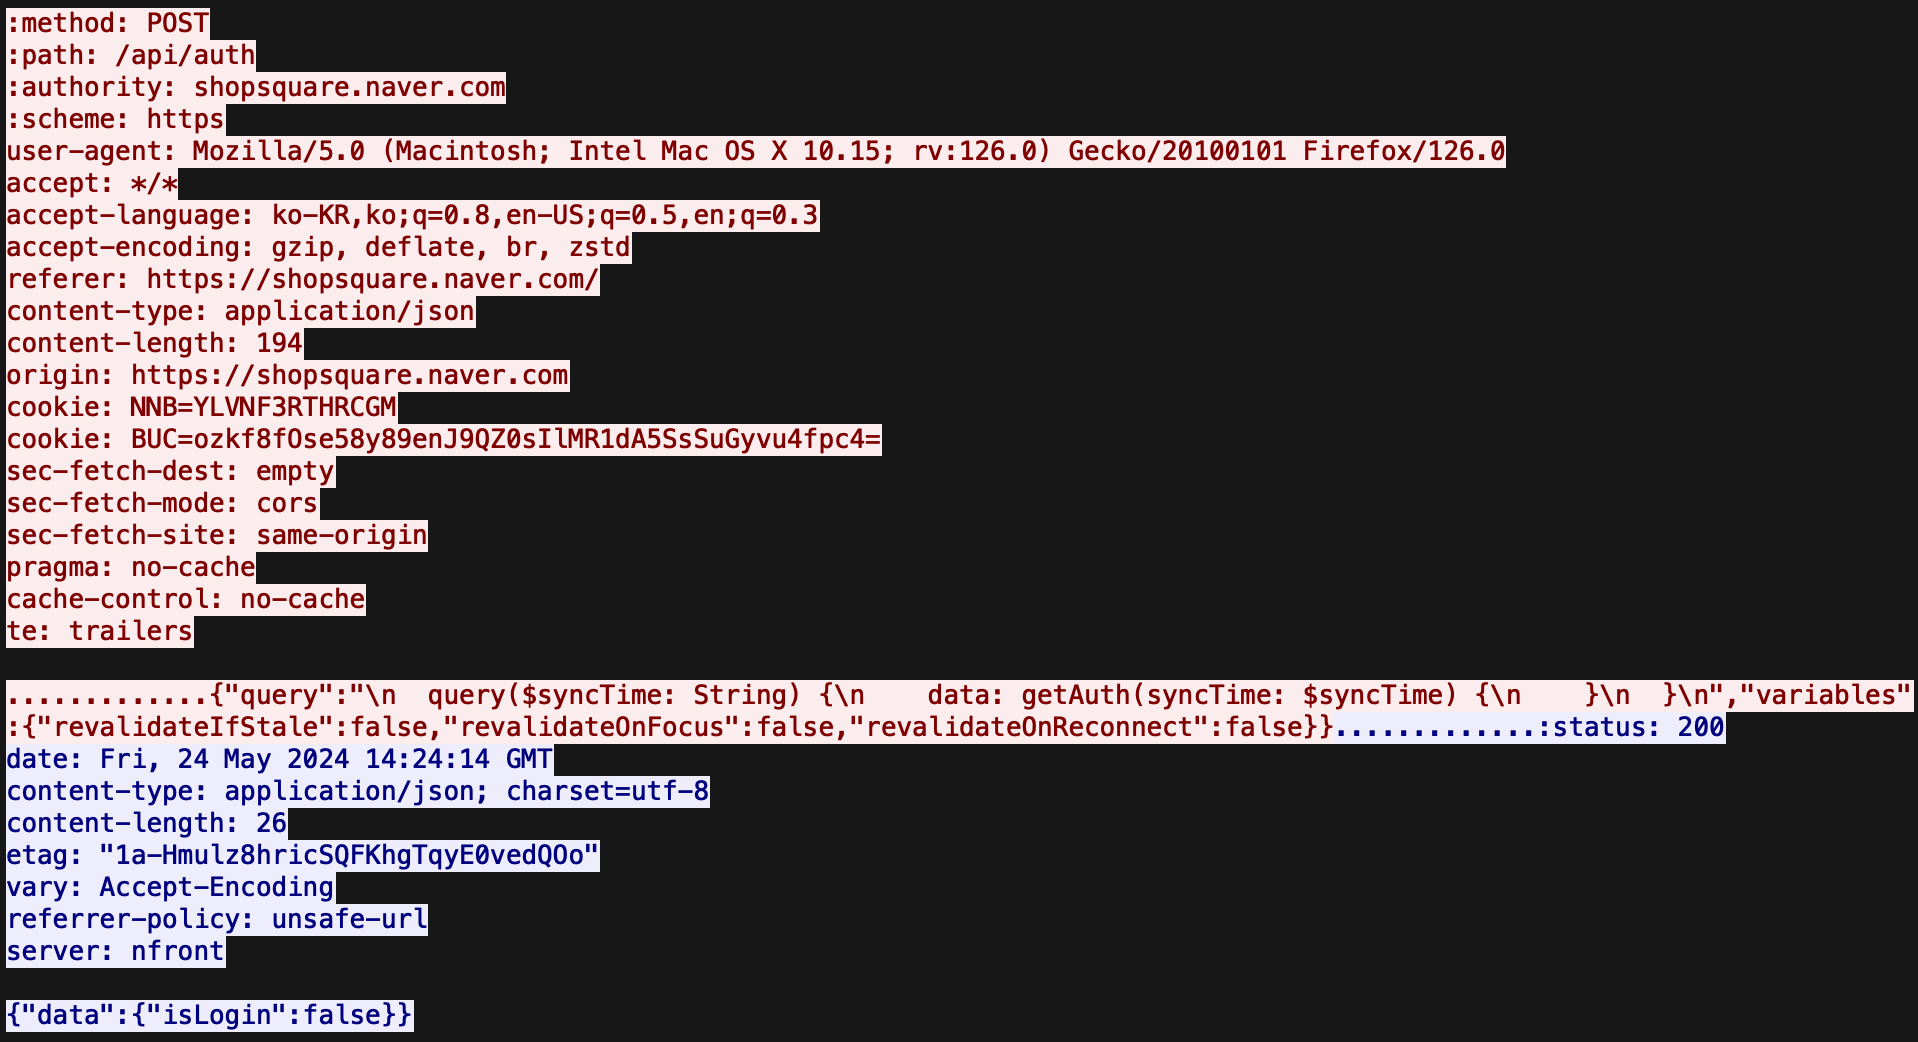 :method: POST
:path: /api/auth
:authority: shopsquare.naver.com
:scheme: https
user-agent: Mozilla/5.0 (Macintosh; Intel Mac OS X 10.15; rv:126.0) Gecko/20100101 Firefox/126.0
accept: */*
accept-language: ko-KR,ko;q=0.8,en-US;q=0.5,en;q=0.3
accept-encoding: gzip, deflate, br, zstd
referer: https://shopsquare.naver.com/
content-type: application/json
content-length: 194
origin: https://shopsquare.naver.com
cookie: NNB=YLVNF3RTHRCGM
cookie: BUC=ozkf8fOse58y89enJ9QZ0sIlMR1dA5SsSuGyvu4fpc4=
sec-fetch-dest: empty
sec-fetch-mode: cors
sec-fetch-site: same-origin
pragma: no-cache
cache-control: no-cache
te: trailers
.............{"query":"\n  query($syncTime: String) {\n    data: getAuth(syncTime: $syncTime) {\n    }\n  }\n","variables"
:{"revalidateIfStale":false,"revalidateOnFocus":false,"revalidateOnReconnect":false}}.............:status: 200
date: Fri, 24 May 2024 14:24:14 GMT
content-type: application/json; charset=utf-8
content-length: 26
etag: "1a-Hmulz8hricSQFKhgTqyE0vedQOo"
vary: Accept-Encoding
referrer-policy: unsafe-url
server: nfront
{"data":{"isLogin":false}}